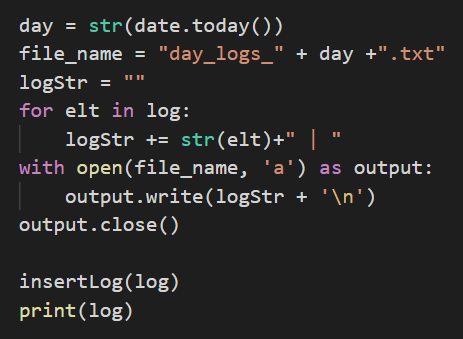 day = str(date.today())
file_name = "day_logs_" + day +".txt"
logStr = ""
for elt in log:
    logStr += str(elt)+" | "
with open(file_name, 'a') as output:
    output.write(logStr + '\n')
output.close()

insertLog(log)
print(log)